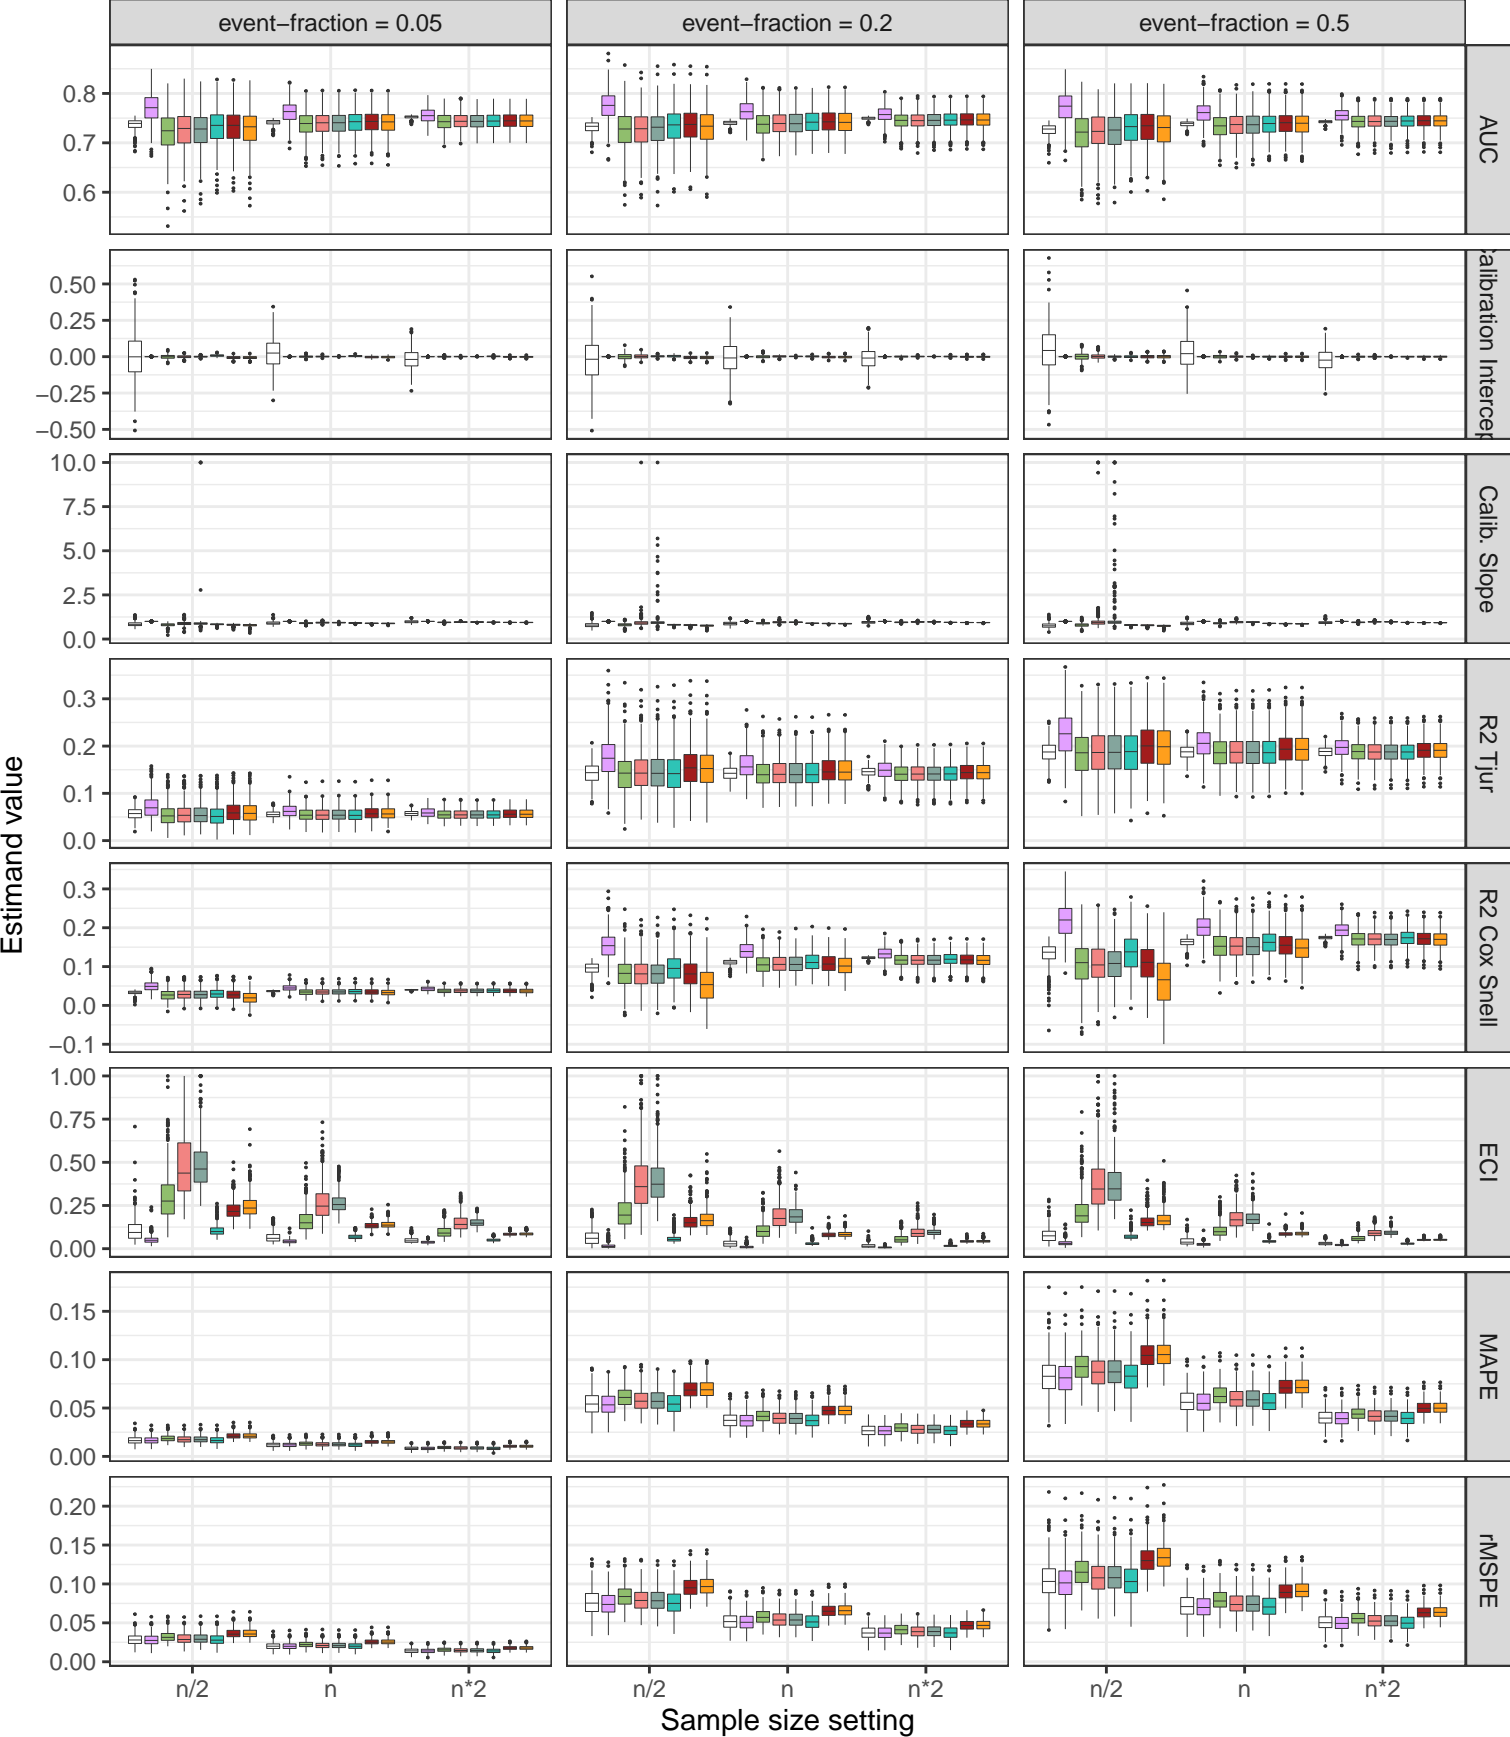 event−fraction = 0.05
event−fraction = 0.2
event−fraction = 0.5
0.8
0.7
0.6
AUC
0.50
0.25
0.00
−0.25
−0.50
alibration Intercep
10.0
7.5
5.0
2.5
0.0
Calib. Slope
0.3
0.2
0.1
0.0
R2 Tjur
0.3
0.2
0.1
0.0
−0.1
R2 Cox Snell
1.00
0.75
0.50
0.25
0.00
ECI
0.15
0.10
0.05
0.00
MAPE
0.20
0.15
0.10
0.05
0.00
rMSPE
Estimand value
n/2
n
n*2
n/2
n
n*2
n/2
n
n*2
Sample size setting